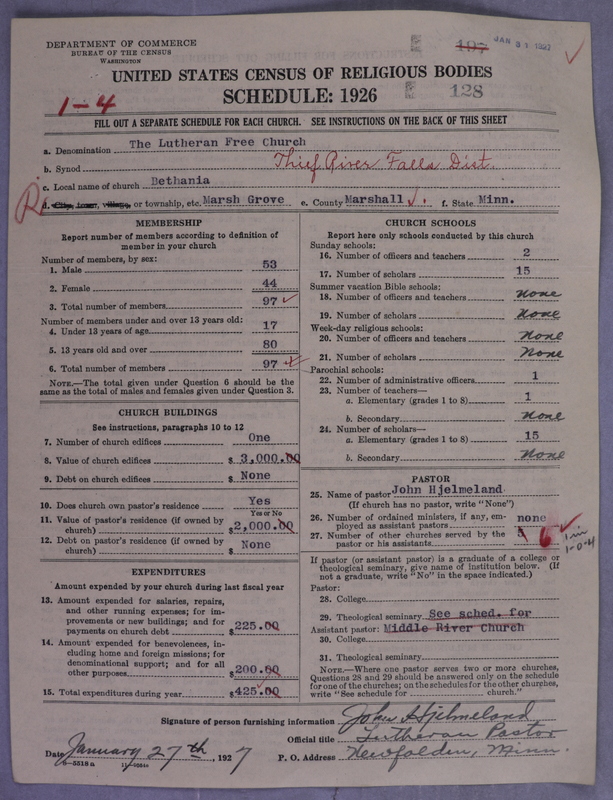 DEPARTMENT OF COMMERCE
BUREAU OF THE CENSUS
WASHINGTON
197
JAN 31 1927
UNITED STATES CENSUS OF RELIGIOUS BODIES
SCHEDULE: 1926
1-4
128
FILL OUT A SEPARATE SCHEDULE FOR EACH CHURCH. SEE INSTRUCTIONS ON THE BACK OF THIS SHEET
a. Denomination The Lutheran Free Church
b. Synod Thief River Falls Dist.
c. Local name of church Bethania
R
d. City, town, village, or township, etc. Marsh Grove e. County Marshall f. State Minn.
MEMBERSHIP
Report number of members according to definition of
member in your church
Number of members, by sex:
1. Male 53
2. Female 44
3. Total number of members 97
Number of members under and over 13 years old:
4. Under 13 years of age 17
5. 13 years old and over 80
6. Total number of members 97
NOTE.—The total given under Question 6 should be
the same as the total of males and females given under Question 3.
CHURCH BUILDINGS
See instructions, paragraphs 10 to 12
7. Number of church edifices One
8. Value of church edifices $ 3,000.00
9. Debt on church edifices $ None
10. Does church own pastor's residence Yes
Yes or No
11. Value of pastor's residence (if owned by
church) $ 2,000.00
12. Debt on pastor's residence (if owned by
church) $ None
EXPENDITURES
Amount expended by your church during last fiscal year
13. Amount expended for salaries, repairs,
and other running expenses; for im-
provements or new buildings; and for
payments on church debt $ 225.00
14. Amount expended for benevolences, in-
cluding home and foreign missions; for
denominational support; and for all
other purposes $ 200.00
15. Total expenditures during year $ 425.00
CHURCH SCHOOLS
Report here only schools conducted by this church
Sunday schools:
16. Number of officers and teachers 2
17. Number of scholars 15
Summer vacation Bible schools:
18. Number of officers and teachers none
19. Number of scholars none
Week-day religious schools:
20. Number of officers and teachers none
21. Number of scholars none
Parochial schools:
22. Number of administrative officers 1
23. Number of teachers—
a. Elementary (grades 1 to 8) 1
b. Secondary none
24. Number of scholars—
a. Elementary (grades 1 to 8) 15
b. Secondary none
PASTOR
25. Name of pastor John Hjelmeland
(If church has no pastor, write "None")
26. Number of ordained ministers, if any, em-
ployed as assistant pastors none
27. Number of other churches served by the
pastor or his assistants 6
1-0-4
If pastor (or assistant pastor) is a graduate of a college or
theological seminary, give name of institution below. (If
not a graduate, write "No" in the space indicated.)
Pastor:
28. College
29. Theological seminary See sched. for
Assistant pastor: Middle River Church
30. College
31. Theological seminary
NOTE.—Where one pastor serves two or more churches,
Questions 28 and 29 should be answered only on the schedule
for one of the churches; on the schedules for the other churches,
write "See schedule for church."
Signature of person furnishing information John Hjelmeland
Official title Lutheran Pastor
Date January 27th, 1927 P. O. Address Newfolden, Minn.
8-5518 a